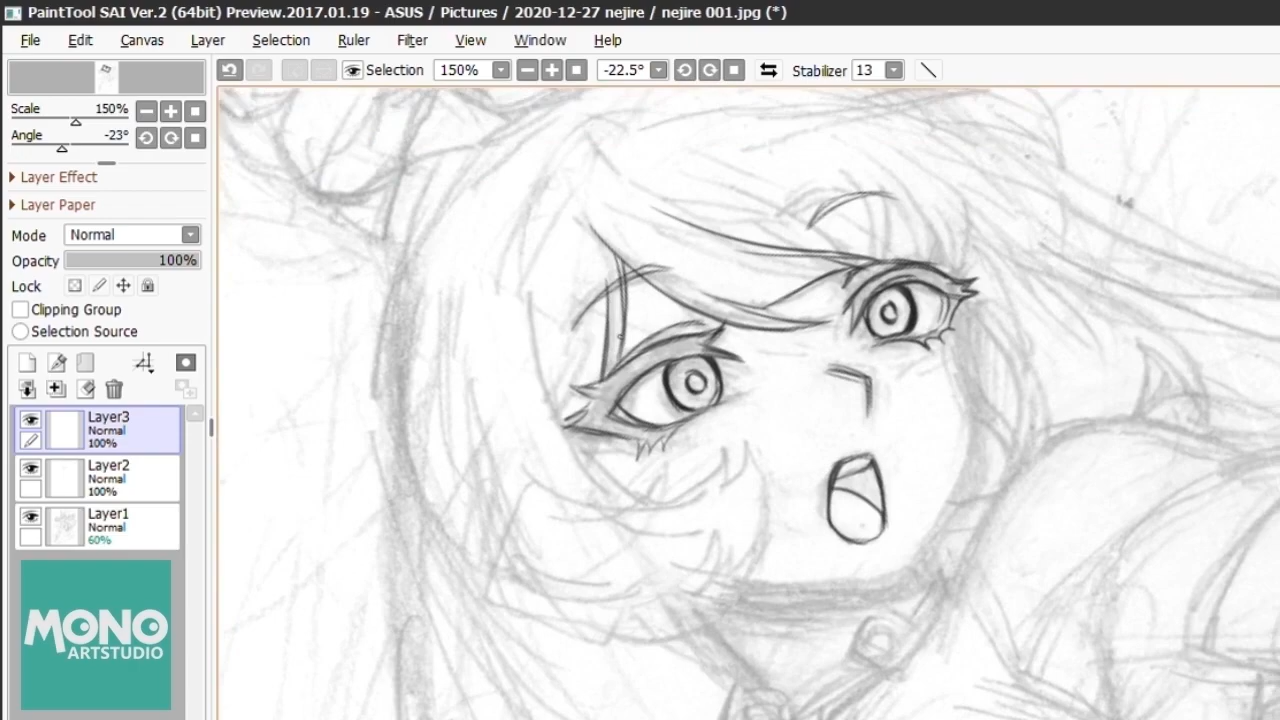 PaintTool SAI Ver.2 (64bit) Preview.2017.01.19 - ASUS / Pictures / 2020-12-27 nejire / nejire 001.jpg (*)
File Edit Canvas Layer Selection Ruler Filter View Window Help
Selection 150% -22.5° Stabilizer 13
Scale 150%
Angle -23°
Layer Effect
Layer Paper
Mode Normal
Opacity 100%
Lock
Clipping Group
Selection Source
Layer3
Normal
100%
Layer2
Normal
100%
Layer1
Normal
60%
MONO
ARTSTUDIO